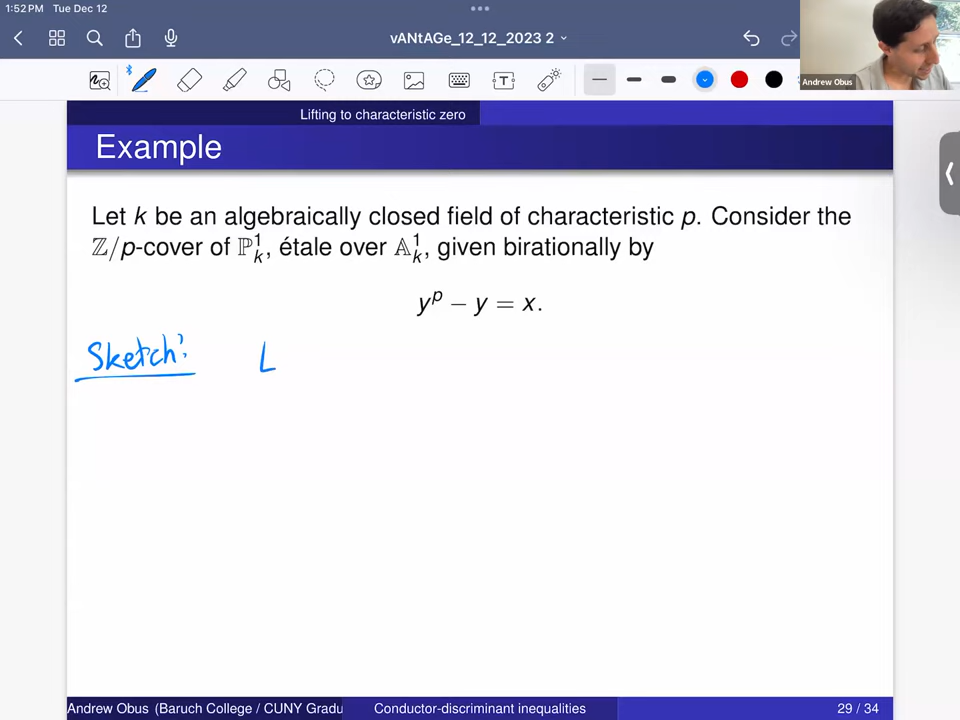 1:52 PM Tue Dec 12
vANtAGe_12_12_2023 2
Andrew Obus
Lifting to characteristic zero
Example
Let k be an algebraically closed field of characteristic p. Consider the
ℤ/p-cover of ℙ¹ₖ, étale over 𝔸¹ₖ, given birationally by
yᵖ − y = x.
Sketch: L
Andrew Obus (Baruch College / CUNY Gradu
Conductor-discriminant inequalities
29 / 34